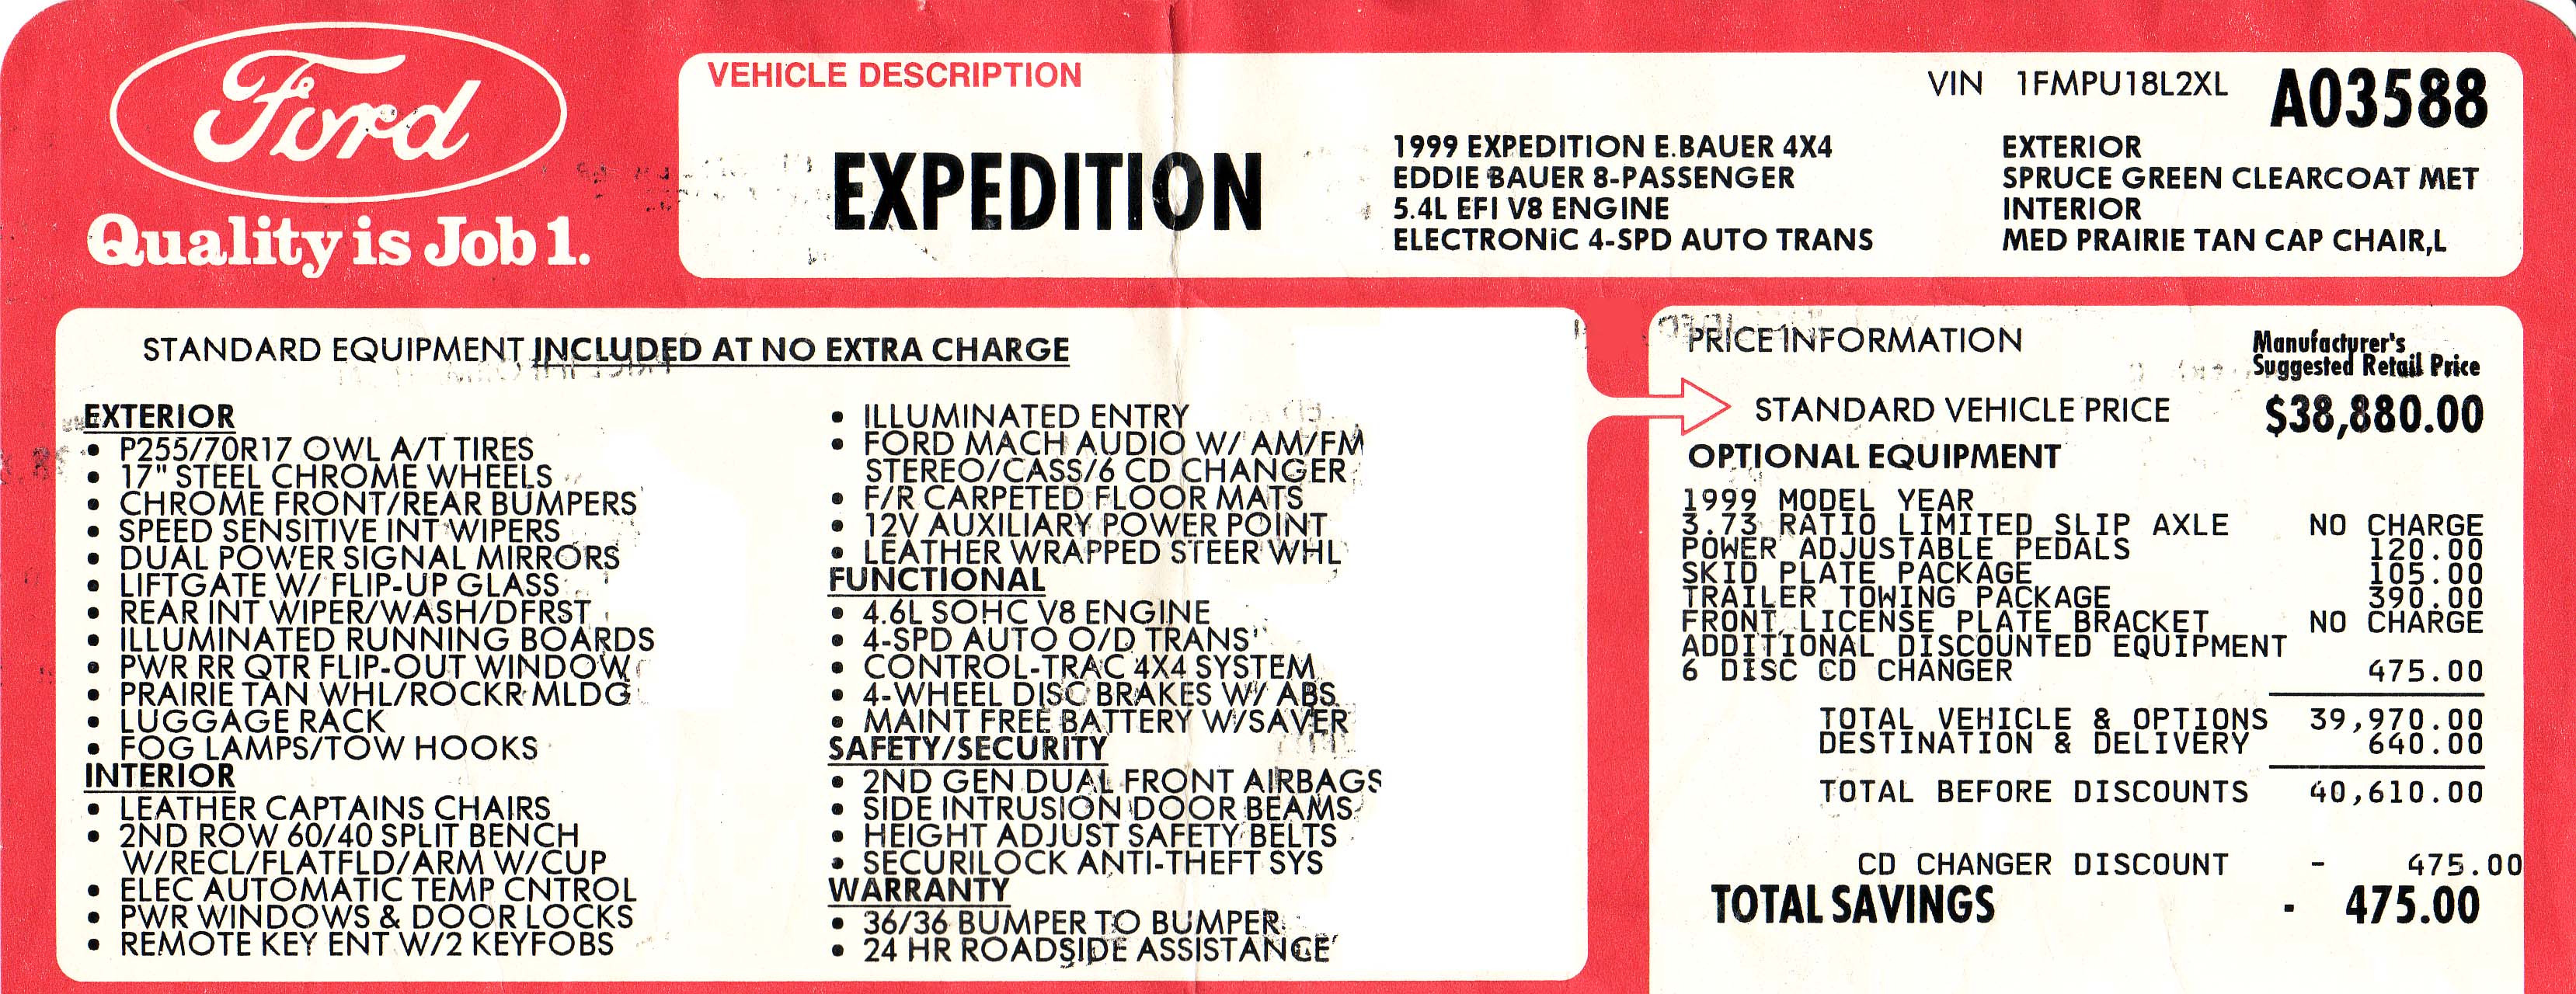 Ford
Quality is Job 1.
VEHICLE DESCRIPTION
EXPEDITION
VIN 1FMPU18L2XL A03588
1999 EXPEDITION E.BAUER 4X4
EDDIE BAUER 8-PASSENGER
5.4L EFI V8 ENGINE
ELECTRONiC 4-SPD AUTO TRANS
EXTERIOR
SPRUCE GREEN CLEARCOAT MET
INTERIOR
MED PRAIRIE TAN CAP CHAIR,L
STANDARD EQUIPMENT INCLUDED AT NO EXTRA CHARGE
EXTERIOR
• P255/70R17 OWL A/T TIRES
• 17" STEEL CHROME WHEELS
• CHROME FRONT/REAR BUMPERS
• SPEED SENSITIVE INT WIPERS
• DUAL POWER SIGNAL MIRRORS
• LIFTGATE W/ FLIP-UP GLASS
• REAR INT WIPER/WASH/DFRST
• ILLUMINATED RUNNING BOARDS
• PWR RR QTR FLIP-OUT WINDOW
• PRAIRIE TAN WHL/ROCKR MLDG
• LUGGAGE RACK
• FOG LAMPS/TOW HOOKS
INTERIOR
• LEATHER CAPTAINS CHAIRS
• 2ND ROW 60/40 SPLIT BENCH
W/RECL/FLATFLD/ARM W/CUP
• ELEC AUTOMATIC TEMP CNTROL
• PWR WINDOWS & DOOR LOCKS
• REMOTE KEY ENT W/2 KEYFOBS
• ILLUMINATED ENTRY
• FORD MACH AUDIO W/ AM/FM
STEREO/CASS/6 CD CHANGER
• F/R CARPETED FLOOR MATS
• 12V AUXILIARY POWER POINT
• LEATHER WRAPPED STEER WHL
FUNCTIONAL
• 4.6L SOHC V8 ENGINE
• 4-SPD AUTO O/D TRANS
• CONTROL-TRAC 4X4 SYSTEM
• 4-WHEEL DISC BRAKES W/ ABS
• MAINT FREE BATTERY W/SAVER
SAFETY/SECURITY
• 2ND GEN DUAL FRONT AIRBAGS
• SIDE INTRUSION DOOR BEAMS
• HEIGHT ADJUST SAFETY BELTS
• SECURILOCK ANTI-THEFT SYS
WARRANTY
• 36/36 BUMPER TO BUMPER
• 24 HR ROADSIDE ASSISTANCE
PRICE INFORMATION
Manufacturer's
Suggested Retail Price
STANDARD VEHICLE PRICE $38,880.00
OPTIONAL EQUIPMENT
1999 MODEL YEAR
3.73 RATIO LIMITED SLIP AXLE NO CHARGE
POWER ADJUSTABLE PEDALS 120.00
SKID PLATE PACKAGE 105.00
TRAILER TOWING PACKAGE 390.00
FRONT LICENSE PLATE BRACKET NO CHARGE
ADDITIONAL DISCOUNTED EQUIPMENT
6 DISC CD CHANGER 475.00
TOTAL VEHICLE & OPTIONS 39,970.00
DESTINATION & DELIVERY 640.00
TOTAL BEFORE DISCOUNTS 40,610.00
CD CHANGER DISCOUNT - 475.00
TOTAL SAVINGS - 475.00